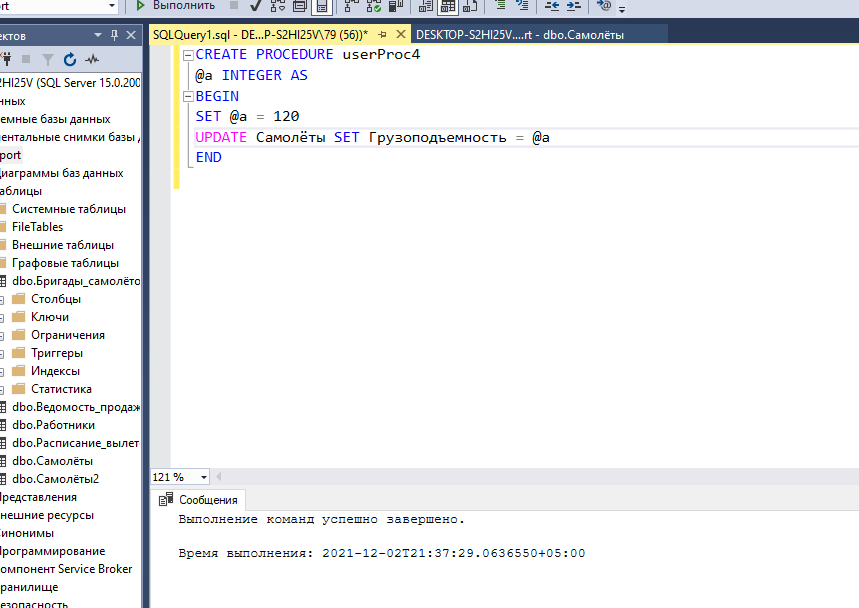 rt
Выполнить
ектов
SQLQuery1.sql - DE...P-S2HI25V\79 (56))*
DESKTOP-S2HI25V....rt - dbo.Самолёты
CREATE PROCEDURE userProc4
@a INTEGER AS
BEGIN
SET @a = 120
UPDATE Самолёты SET Грузоподъемность = @a
END
2HI25V (SQL Server 15.0.200
нных
емные базы данных
ентальные снимки базы д
port
Диаграммы баз данных
аблицы
Системные таблицы
FileTables
Внешние таблицы
Графовые таблицы
dbo.Бригады_самолёто
Столбцы
Ключи
Ограничения
Триггеры
Индексы
Статистика
dbo.Ведомость_продаж
dbo.Работники
dbo.Расписание_вылет
dbo.Самолёты
dbo.Самолёты2
Представления
нешние ресурсы
инонимы
Программирование
омпонент Service Broker
ранилище
езопасность
121 %
Сообщения
Выполнение команд успешно завершено.
Время выполнения: 2021-12-02T21:37:29.0636550+05:00